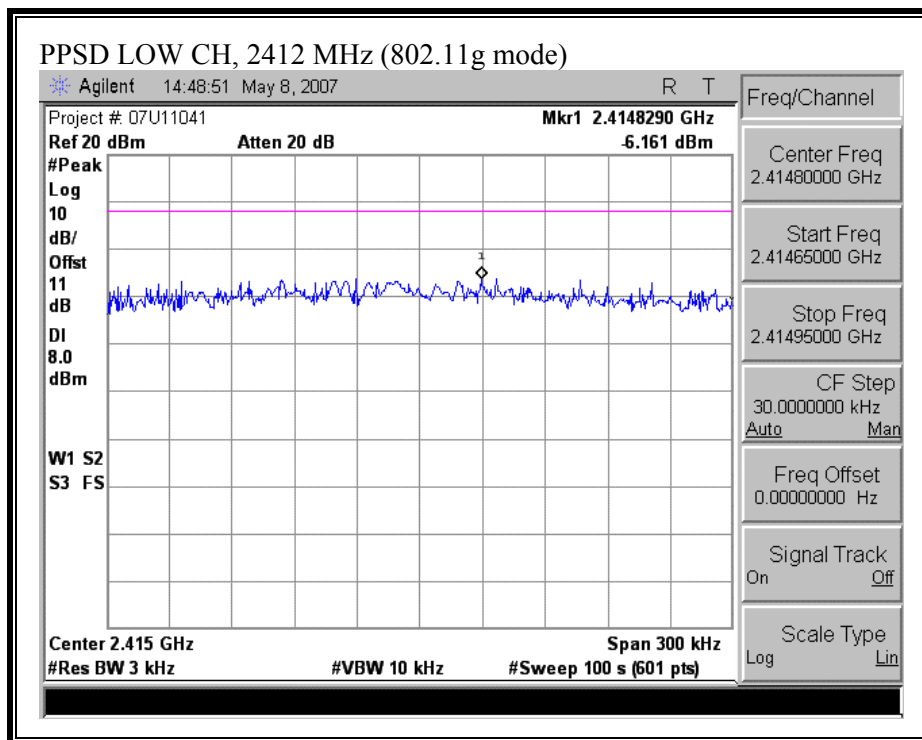 PPSD LOW CH, 2412 MHz (802.11g mode)
Agilent 14:48:51 May 8, 2007 R T
Project #: 07U11041 Mkr1 2.4148290 GHz
Ref 20 dBm Atten 20 dB -6.161 dBm
#Peak
Log
10
dB/
Offst
11
dB
DI
8.0
dBm
W1 S2
S3 FS
1
Center 2.415 GHz Span 300 kHz
#Res BW 3 kHz #VBW 10 kHz #Sweep 100 s (601 pts)
Freq/Channel
Center Freq
2.41480000 GHz
Start Freq
2.41465000 GHz
Stop Freq
2.41495000 GHz
CF Step
30.0000000 kHz
Auto Man
Freq Offset
0.00000000 Hz
Signal Track
On Off
Scale Type
Log Lin